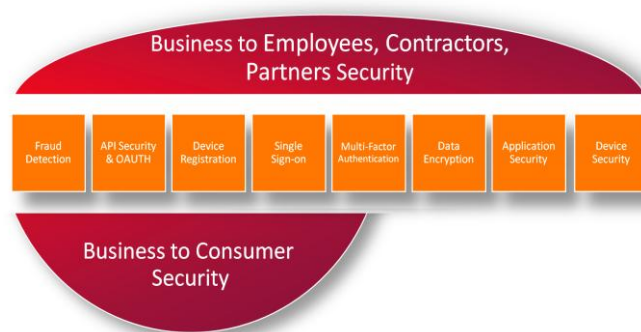 Business to Employees, Contractors,
Partners Security
Fraud
Detection
API Security
& OAUTH
Device
Registration
Single
Sign-on
Multi-Factor
Authentication
Data
Encryption
Application
Security
Device
Security
Business to Consumer
Security